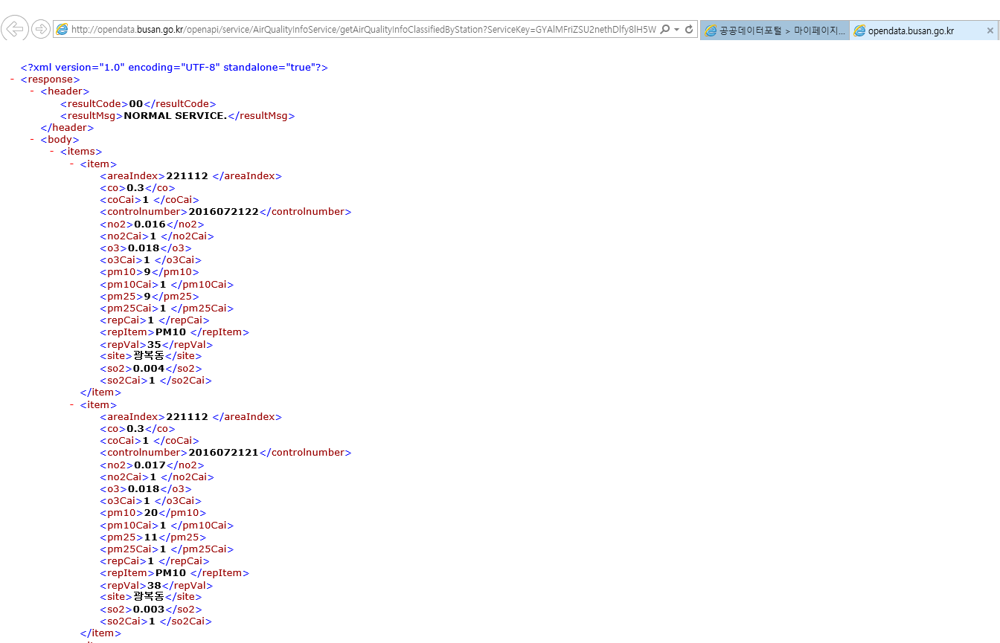 http://opendata.busan.go.kr/openapi/service/AirQualityInfoService/getAirQualityInfoClassifiedByStation?ServiceKey=GYAlMFriZSU2nethDlfy8lH5W
공공데이터포털 > 마이페이지...
opendata.busan.go.kr
<?xml version="1.0" encoding="UTF-8" standalone="true"?>
- <response>
- <header>
<resultCode>00</resultCode>
<resultMsg>NORMAL SERVICE.</resultMsg>
</header>
- <body>
- <items>
- <item>
<areaIndex>221112 </areaIndex>
<co>0.3</co>
<coCai>1 </coCai>
<controlnumber>2016072122</controlnumber>
<no2>0.016</no2>
<no2Cai>1 </no2Cai>
<o3>0.018</o3>
<o3Cai>1 </o3Cai>
<pm10>9</pm10>
<pm10Cai>1 </pm10Cai>
<pm25>9</pm25>
<pm25Cai>1 </pm25Cai>
<repCai>1 </repCai>
<repItem>PM10 </repItem>
<repVal>35</repVal>
<site>광복동</site>
<so2>0.004</so2>
<so2Cai>1 </so2Cai>
</item>
- <item>
<areaIndex>221112 </areaIndex>
<co>0.3</co>
<coCai>1 </coCai>
<controlnumber>2016072121</controlnumber>
<no2>0.017</no2>
<no2Cai>1 </no2Cai>
<o3>0.018</o3>
<o3Cai>1 </o3Cai>
<pm10>20</pm10>
<pm10Cai>1 </pm10Cai>
<pm25>11</pm25>
<pm25Cai>1 </pm25Cai>
<repCai>1 </repCai>
<repItem>PM10 </repItem>
<repVal>38</repVal>
<site>광복동</site>
<so2>0.003</so2>
<so2Cai>1 </so2Cai>
</item>